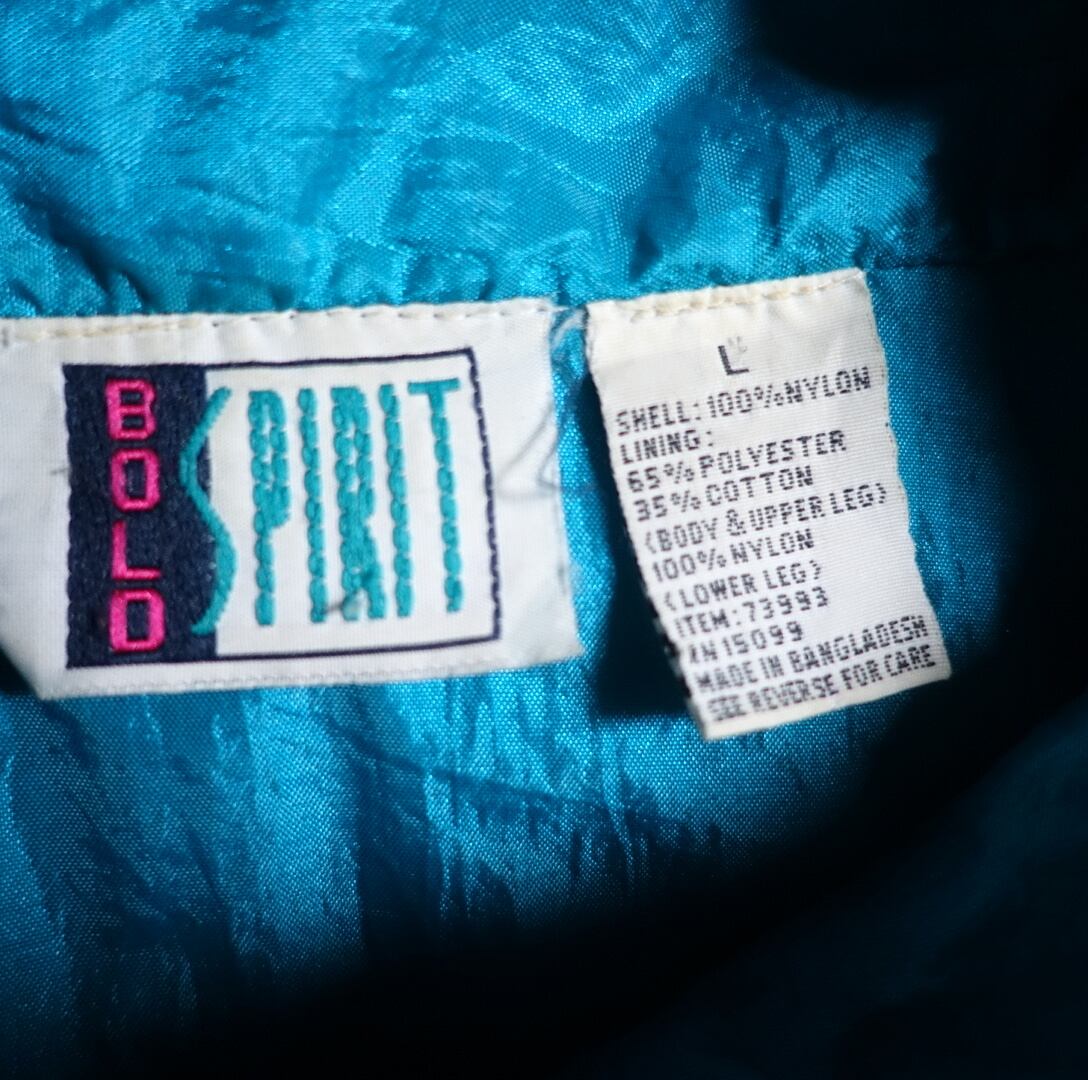 BOLD
SPIRIT
L
SHELL: 100%NYLON
LINING:
65%POLYESTER
35%COTTON
(BODY & UPPER LEG)
100%NYLON
(LOWER LEG)
ITEM: 73993
RN 15099
MADE IN BANGLADESH
SEE REVERSE FOR CARE